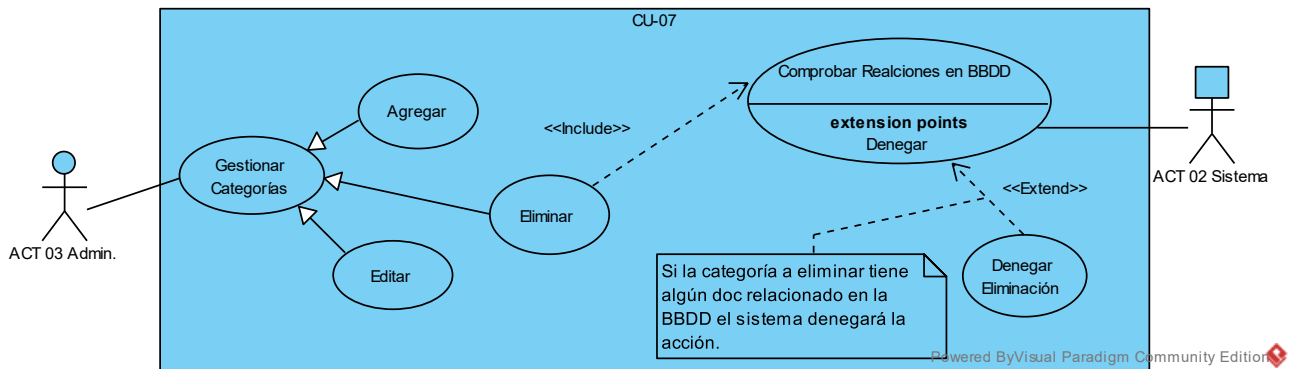 CU-07
Comprobar Realciones en BBDD
extension points
Denegar
Agregar
<<Include>>
Gestionar
Categorías
ACT 02 Sistema
<<Extend>>
Eliminar
ACT 03 Admin.
Editar
Si la categoría a eliminar tiene
algún doc relacionado en la
BBDD el sistema denegará la
acción.
Denegar
Eliminación
Powered ByVisual Paradigm Community Edition